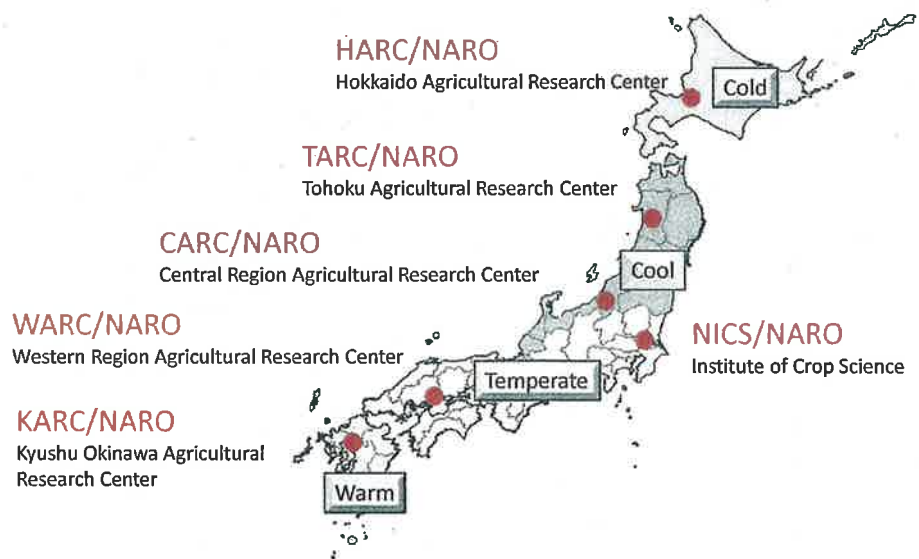 HARC/NARO
Hokkaido Agricultural Research Center
Cold
TARC/NARO
Tohoku Agricultural Research Center
CARC/NARO
Central Region Agricultural Research Center
Cool
WARC/NARO
Western Region Agricultural Research Center
NICS/NARO
Institute of Crop Science
Temperate
KARC/NARO
Kyushu Okinawa Agricultural
Research Center
Warm